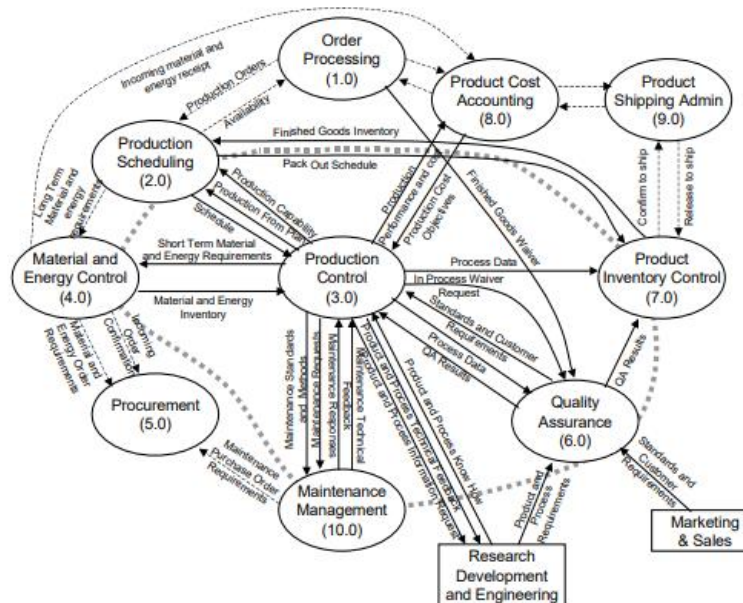 Order
Processing
(1.0)
Product Cost
Accounting
(8.0)
Product
Shipping Admin
(9.0)
Incoming material and
energy receipt
Production Orders
Availability
Production
Scheduling
(2.0)
Finished Goods Inventory
Pack Out Schedule
Long Term
Material and
energy
requirements
Production Capability
Production From Plan
Schedule
Production
Performance and costs
Production Cost
Objectives
Finished Goods Waiver
Confirm to ship
Release to ship
Material and
Energy Control
(4.0)
Short Term Material
and Energy Requirements
Material and Energy
Inventory
Production
Control
(3.0)
Process Data
In Process Waiver
Request
Standards and Customer
Requirements
Process Data
QA Results
Product
Inventory Control
(7.0)
QA Results
Incoming
Order
Confirmation
Material and
Energy Order
Requirements
Procurement
(5.0)
Maintenance
Purchase Order
Requirements
Maintenance Standards
and Methods
Maintenance Requests
Maintenance Responses
Maintenance Technical
Feedback
Product and Process Know How
Product and Process Technical Feedback
Product and Process Information Request
Quality
Assurance
(6.0)
Product and
Process
Requirements
Standards and
Customer
Requirements
Maintenance
Management
(10.0)
Research
Development
and Engineering
Marketing
& Sales